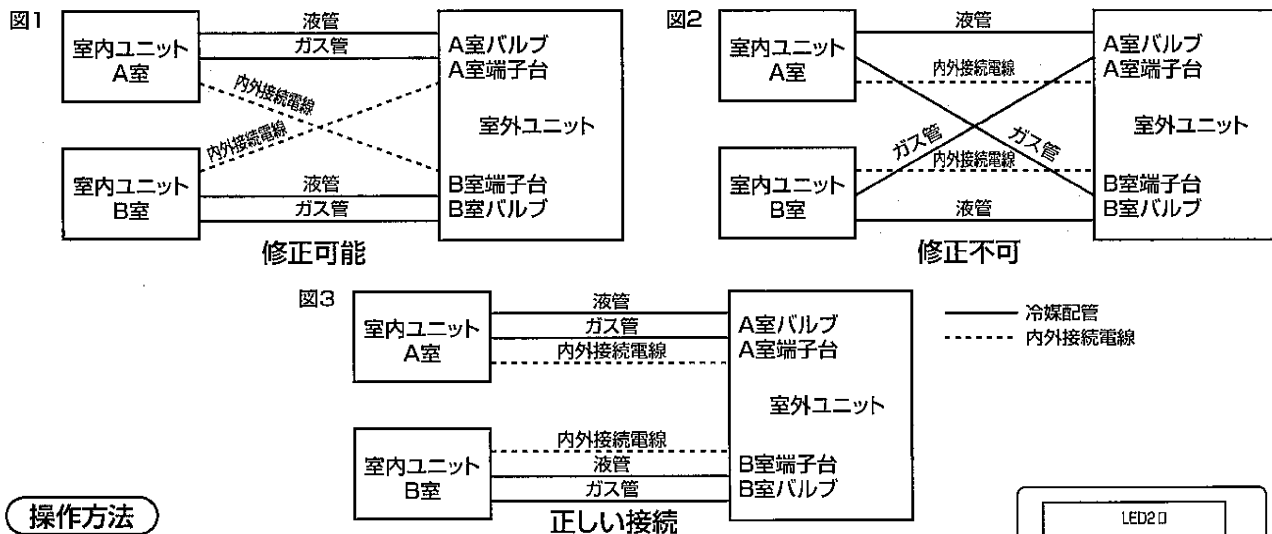 図1
液管
ガス管
室内ユニット
A室
A室バルブ
A室端子台
内外接続電線
内外接続電線
室外ユニット
室内ユニット
B室
液管
ガス管
B室端子台
B室バルブ
修正可能
図2
液管
室内ユニット
A室
A室バルブ
A室端子台
内外接続電線
ガス管
ガス管
室外ユニット
内外接続電線
室内ユニット
B室
B室端子台
B室バルブ
液管
修正不可
図3
液管
ガス管
内外接続電線
室内ユニット
A室
A室バルブ
A室端子台
室外ユニット
内外接続電線
液管
ガス管
室内ユニット
B室
B室端子台
B室バルブ
正しい接続
冷媒配管
内外接続電線
操作方法
LED2